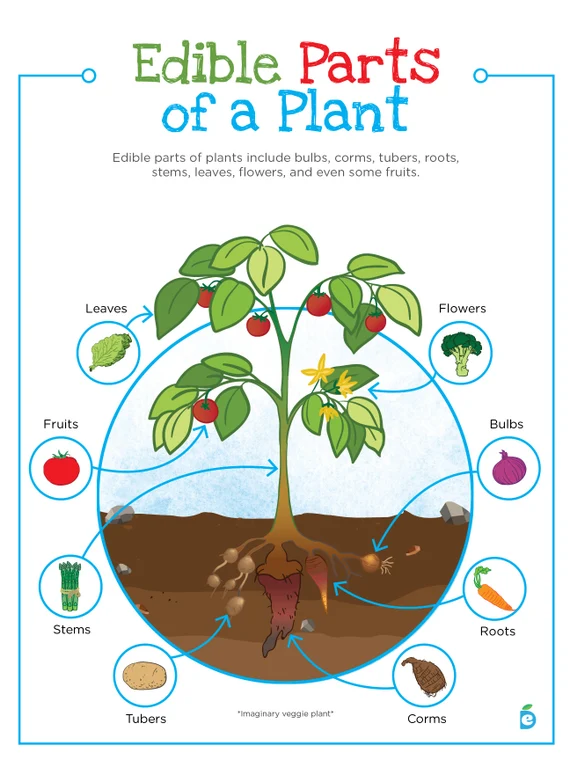 Edible Parts
of a Plant
Edible parts of plants include bulbs, corms, tubers, roots,
stems, leaves, flowers, and even some fruits.
Leaves
Flowers
Fruits
Bulbs
Stems
Roots
Tubers
*Imaginary veggie plant*
Corms